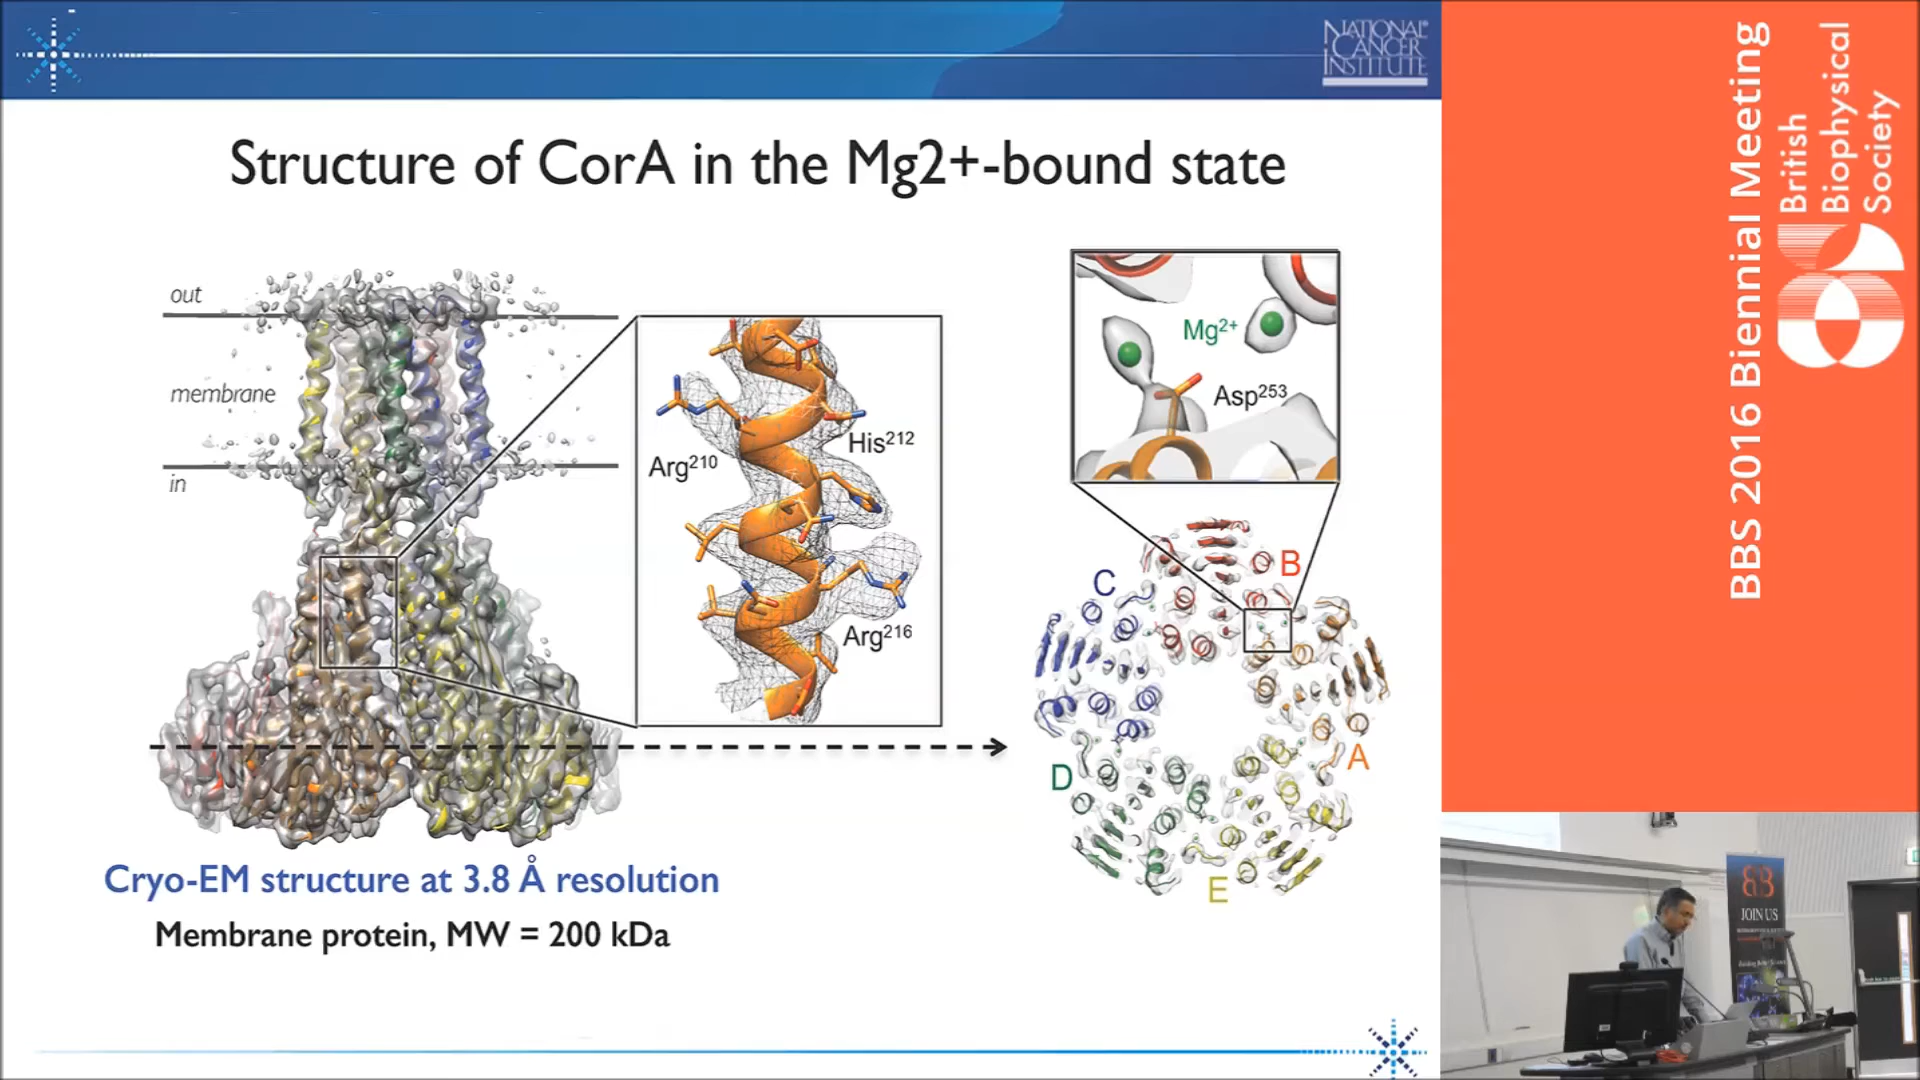 NATIONAL
CANCER
INSTITUTE
Structure of CorA in the Mg2+-bound state
out
membrane
in
Arg210
His212
Arg216
Mg2+
Asp253
B
C
A
D
E
Cryo-EM structure at 3.8 Å resolution
Membrane protein, MW = 200 kDa
BBS 2016 Biennial Meeting
British
Biophysical
Society
JOIN US